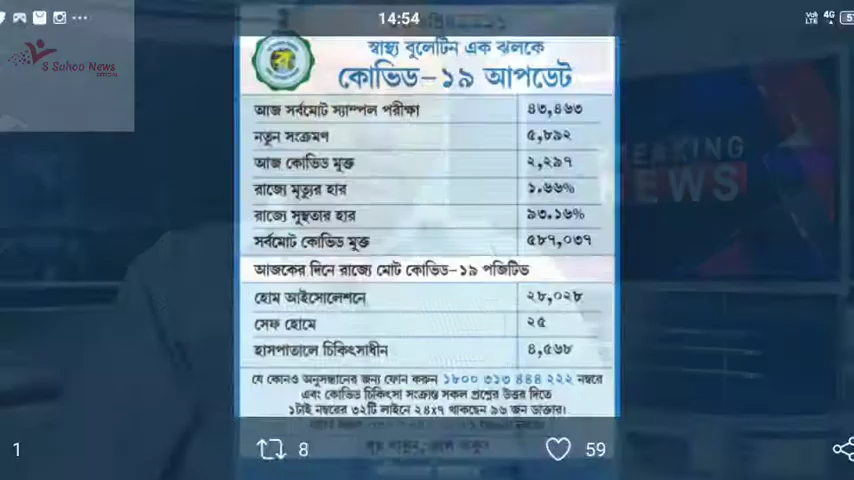 14:54
4G
S Sahoo News
স্বাস্থ্য বুলেটিন এক ঝলকে
কোভিড-১৯ আপডেট
আজ সর্বমোট স্যাম্পল পরীক্ষা ৪৩,৪৬৩
নতুন সংক্রমণ ৫,৮৯২
আজ কোভিড মুক্ত ২,২৯৭
রাজ্যে মৃত্যুর হার ১.৬৬%
রাজ্যে সুস্থতার হার ৯৩.১৬%
সর্বমোট কোভিড মুক্ত ৫৮৭,০৩৭
আজকের দিনে রাজ্যে মোট কোভিড-১৯ পজিটিভ
হোম আইসোলেশনে ২৮,০২৮
সেফ হোমে ২৫
হাসপাতালে চিকিৎসাধীন ৪,৫৬৮
যে কোনও অনুসন্ধানের জন্য ফোন করুন ১৮০০ ৩১৩ ৪৪৪ ২২২ নম্বরে
এবং কোভিড চিকিৎসা সংক্রান্ত সকল প্রশ্নের উত্তর দিতে
১টাই নম্বরের ৩২টি লাইনে ২৪x৭ থাকছেন ৯৬ জন ডাক্তার।
BREAKING
NEWS
1 8 59